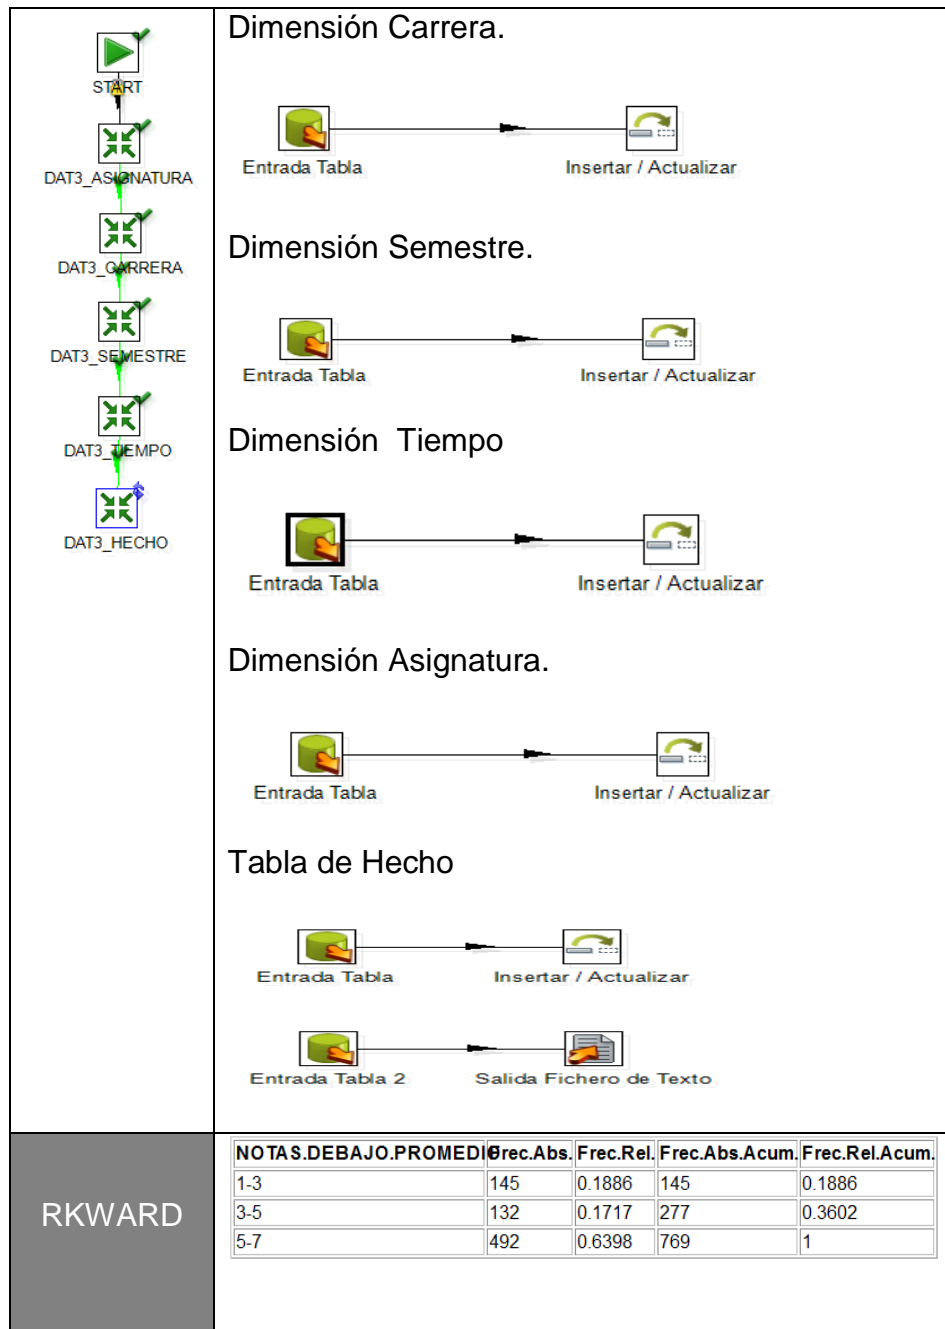 START
DAT3_ASIGNATURA
DAT3_CARRERA
DAT3_SEMESTRE
DAT3_TIEMPO
DAT3_HECHO
Dimensión Carrera.
Entrada Tabla Insertar / Actualizar
Dimensión Semestre.
Entrada Tabla Insertar / Actualizar
Dimensión Tiempo
Entrada Tabla Insertar / Actualizar
Dimensión Asignatura.
Entrada Tabla Insertar / Actualizar
Tabla de Hecho
Entrada Tabla Insertar / Actualizar
Entrada Tabla 2 Salida Fichero de Texto
RKWARD
NOTAS.DEBAJO.PROMEDIO Frec.Abs. Frec.Rel. Frec.Abs.Acum. Frec.Rel.Acum.
1-3 145 0.1886 145 0.1886
3-5 132 0.1717 277 0.3602
5-7 492 0.6398 769 1